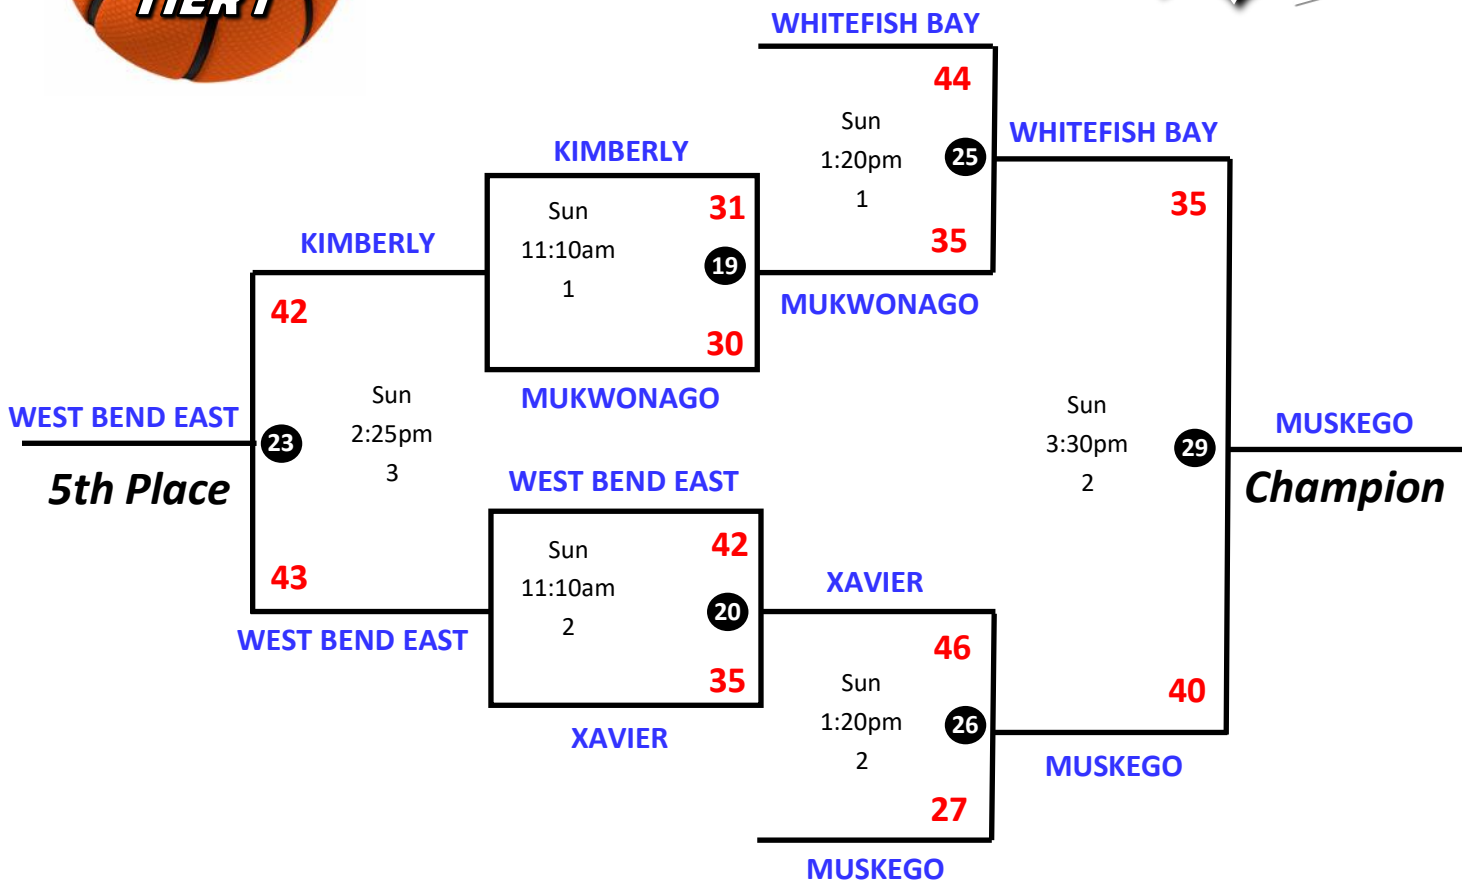 TIER 1
WHITEFISH BAY
44
Sun
1:20pm
1
25
35
WHITEFISH BAY
35
KIMBERLY
31
Sun
11:10am
1
19
30
MUKWONAGO
MUKWONAGO
KIMBERLY
42
Sun
2:25pm
3
WEST BEND EAST
23
5th Place
43
WEST BEND EAST
WEST BEND EAST
42
Sun
11:10am
2
20
35
XAVIER
XAVIER
46
Sun
1:20pm
2
26
27
MUSKEGO
Sun
3:30pm
2
29
40
MUSKEGO
MUSKEGO
Champion